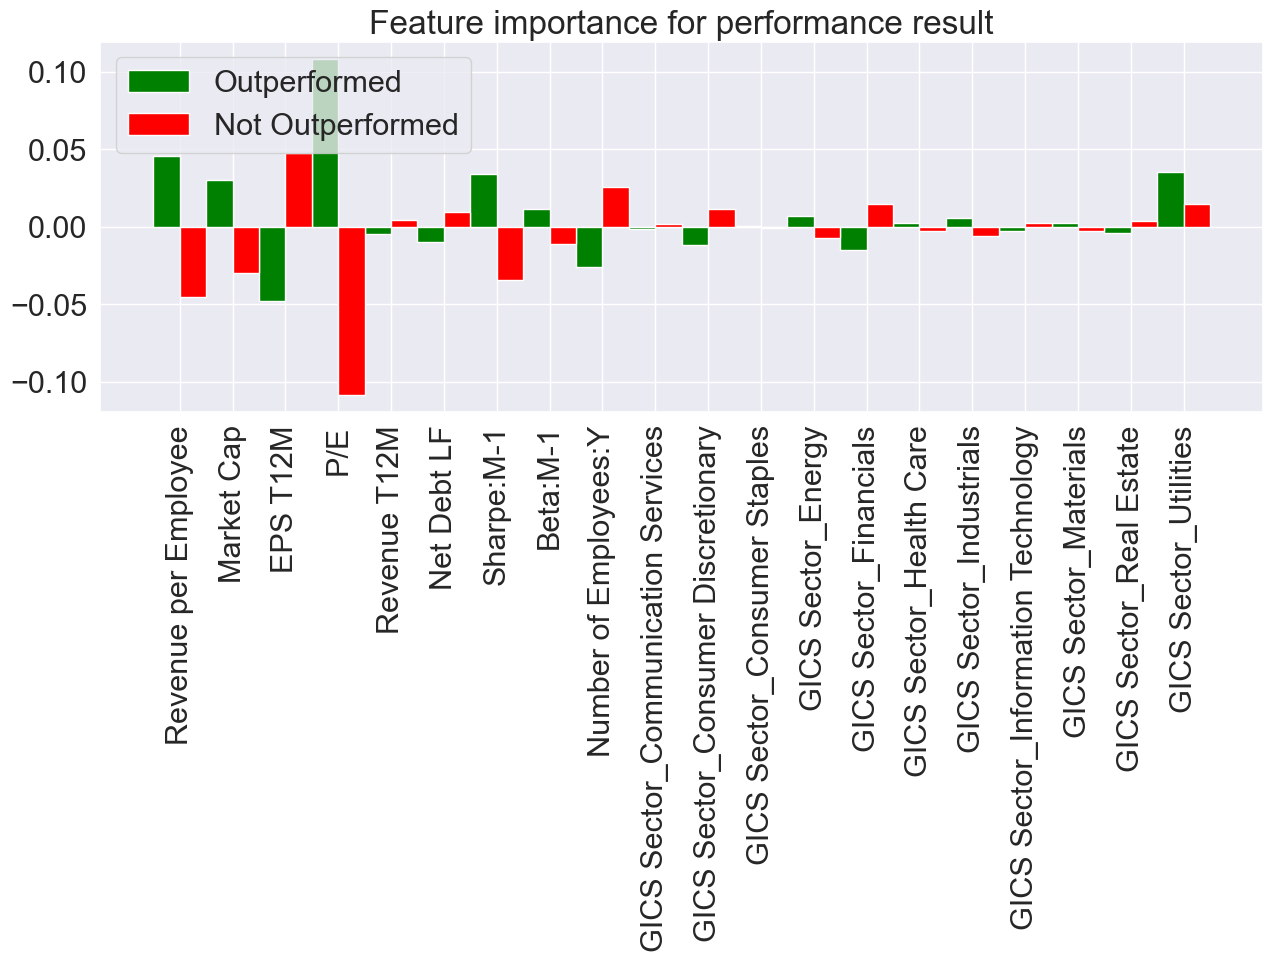 Feature importance for performance result
Outperformed
Not Outperformed
0.10
0.05
0.00
−0.05
−0.10
Revenue per Employee
Market Cap
EPS T12M
P/E
Revenue T12M
Net Debt LF
Sharpe:M-1
Beta:M-1
Number of Employees:Y
GICS Sector_Communication Services
GICS Sector_Consumer Discretionary
GICS Sector_Consumer Staples
GICS Sector_Energy
GICS Sector_Financials
GICS Sector_Health Care
GICS Sector_Industrials
GICS Sector_Information Technology
GICS Sector_Materials
GICS Sector_Real Estate
GICS Sector_Utilities